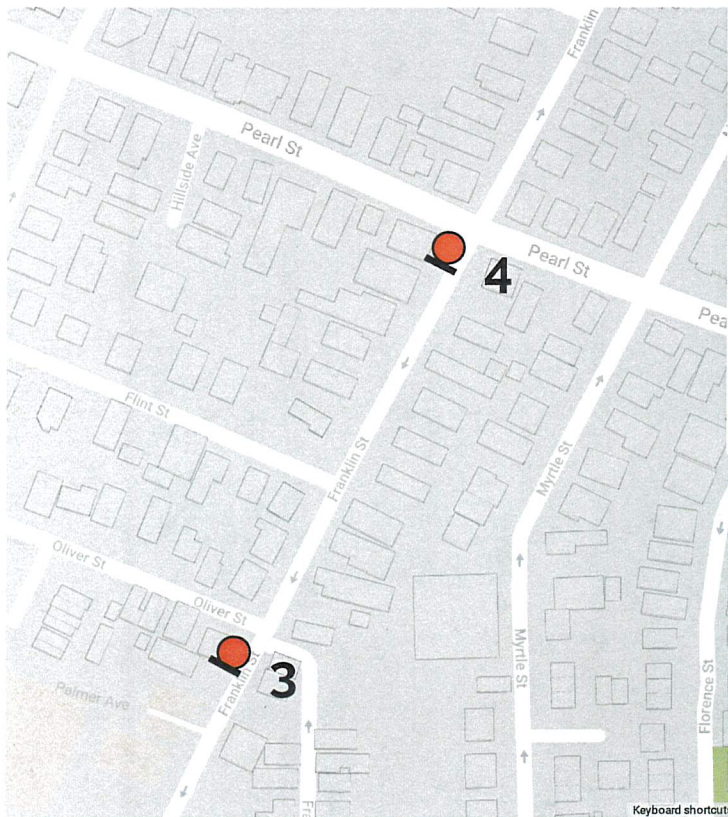 Franklin
Pearl St
Hillside Ave
Pearl St
4
Pea
Flint St
Franklin St
Myrtle St
Oliver St
Oliver St
Franklin St
3
Palmer Ave
Myrtle St
Florence St
Fra
Keyboard shortcut